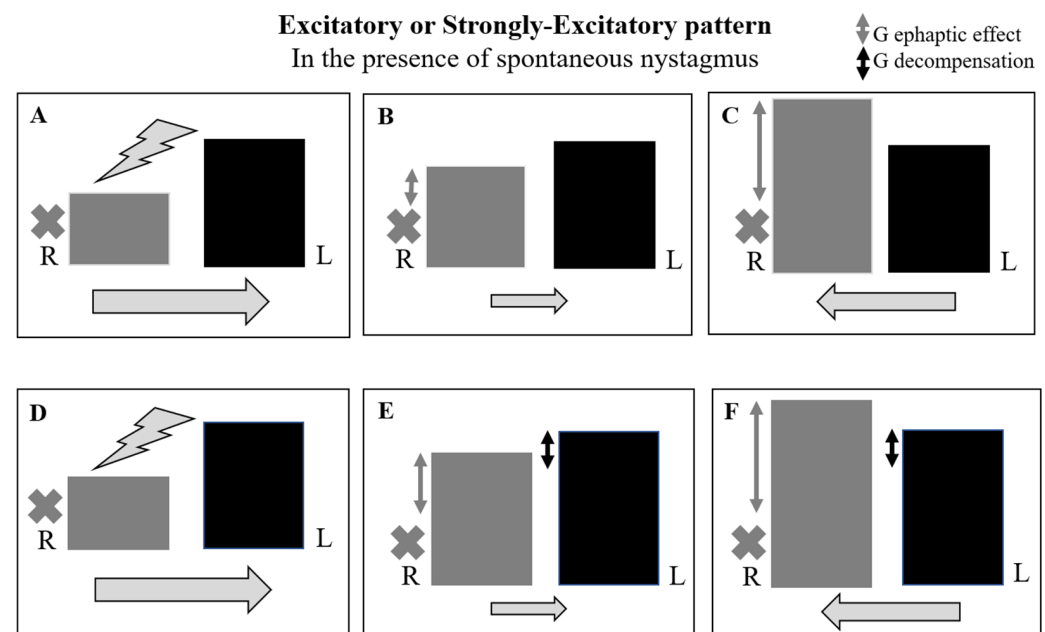 Excitatory or Strongly-Excitatory pattern
In the presence of spontaneous nystagmus
G ephaptic effect
G decompensation
A
R
L
B
R
L
C
R
L
D
R
L
E
R
L
F
R
L